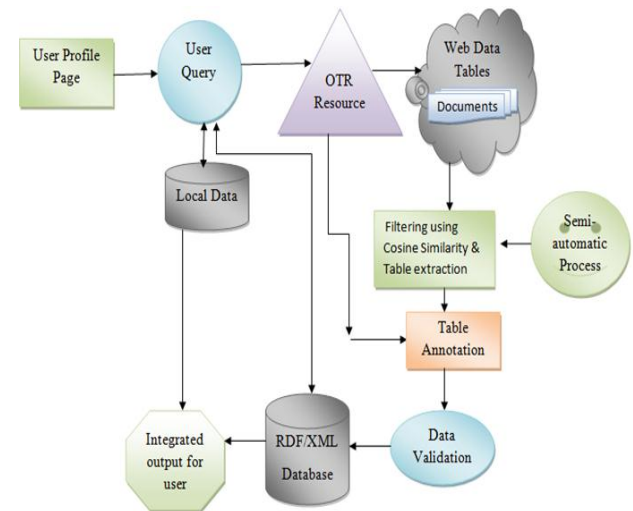 User Profile
Page
User
Query
OTR
Resource
Web Data
Tables
Documents
Local Data
Filtering using
Cosine Similarity &
Table extraction
Semi-
automatic
Process
Table
Annotation
Integrated
output for
user
RDF/XML
Database
Data
Validation